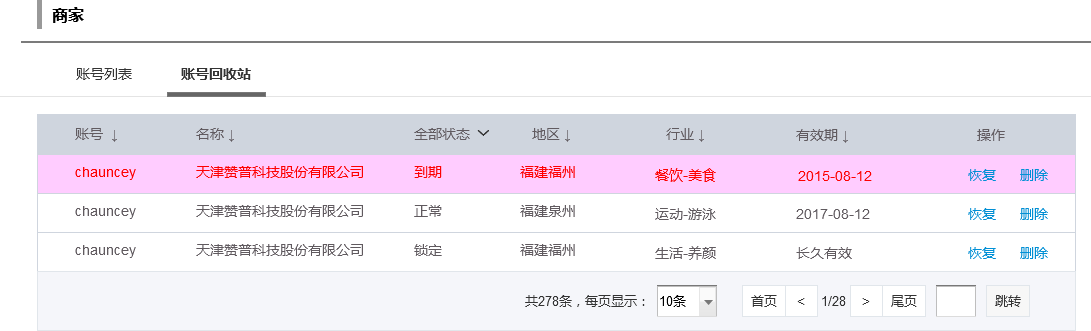 商家
账号列表 账号回收站
账号 ↓ 名称↓ 全部状态 地区↓ 行业↓ 有效期↓ 操作
chauncey 天津赞普科技股份有限公司 到期 福建福州 餐饮-美食 2015-08-12 恢复 删除
chauncey 天津赞普科技股份有限公司 正常 福建泉州 运动-游泳 2017-08-12 恢复 删除
chauncey 天津赞普科技股份有限公司 锁定 福建福州 生活-养颜 长久有效 恢复 删除
共278条，每页显示： 10条 首页 < 1/28 > 尾页 跳转